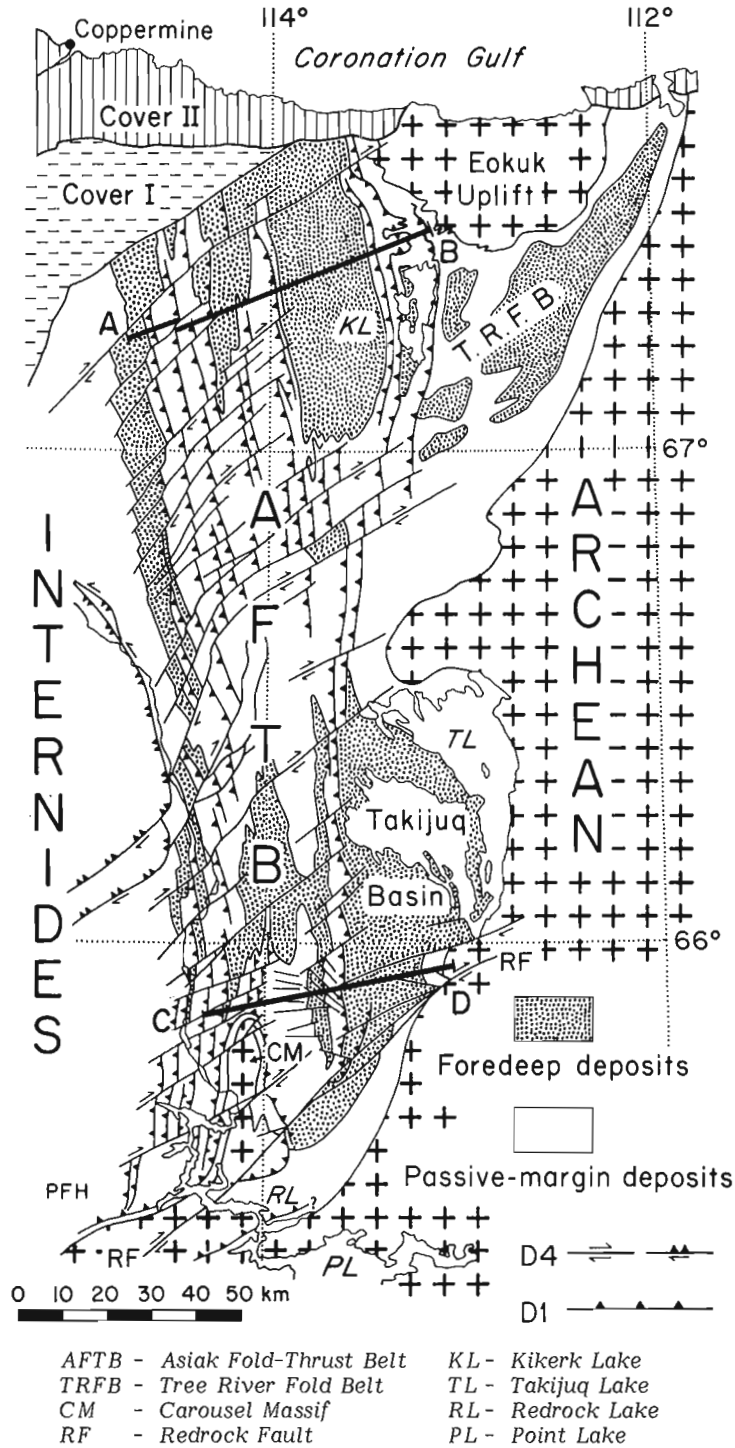 114° 112°
Coppermine
Coronation Gulf
Cover II
Eokuk
Uplift
Cover I
B
A
KL
T.R.F.B.
67°
A
ARCHEAN
INTERNIDES
F
T
TL
Takijuq
B
Basin
66°
RF
C
D
CM
Foredeep deposits
Passive-margin deposits
PFH
RL
?
RF
PL
D4
D1
0 10 20 30 40 50 km
AFTB - Asiak Fold-Thrust Belt KL - Kikerk Lake
TRFB - Tree River Fold Belt TL - Takijuq Lake
CM - Carousel Massif RL - Redrock Lake
RF - Redrock Fault PL - Point Lake